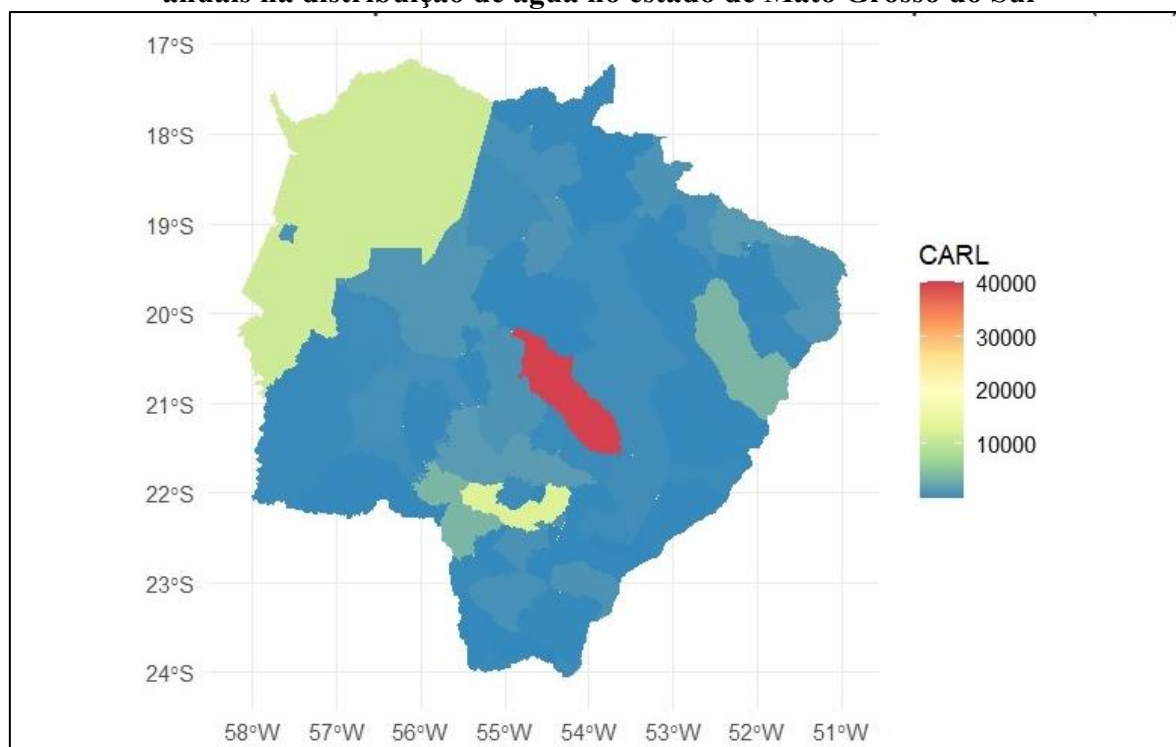 anuais na distribuição de água no estado de Mato Grosso do Sul
17°S
18°S
19°S
20°S
21°S
22°S
23°S
24°S
58°W 57°W 56°W 55°W 54°W 53°W 52°W 51°W
CARL
40000
30000
20000
10000